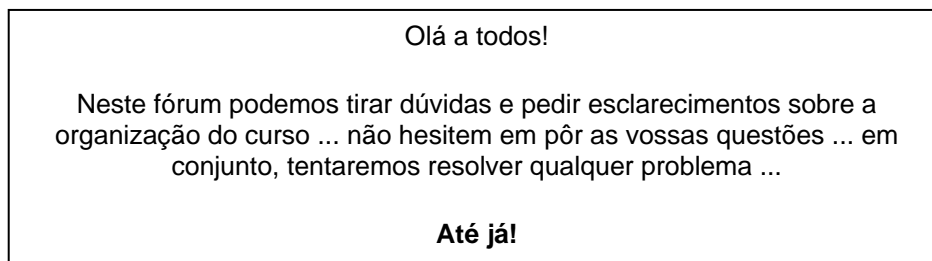 Olá a todos!
Neste fórum podemos tirar dúvidas e pedir esclarecimentos sobre a
organização do curso ... não hesitem em pôr as vossas questões ... em
conjunto, tentaremos resolver qualquer problema ...
Até já!